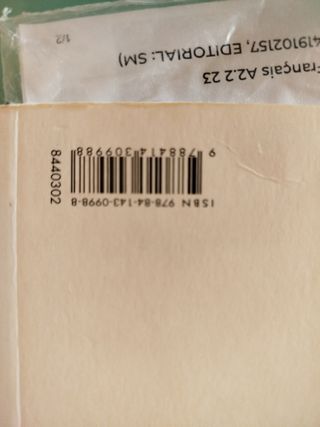 ISBN 978-84-143-0998-8
9 788414 309988
8440302
Français A2.2 23
419102157, EDITORIAL: SM)
1/2